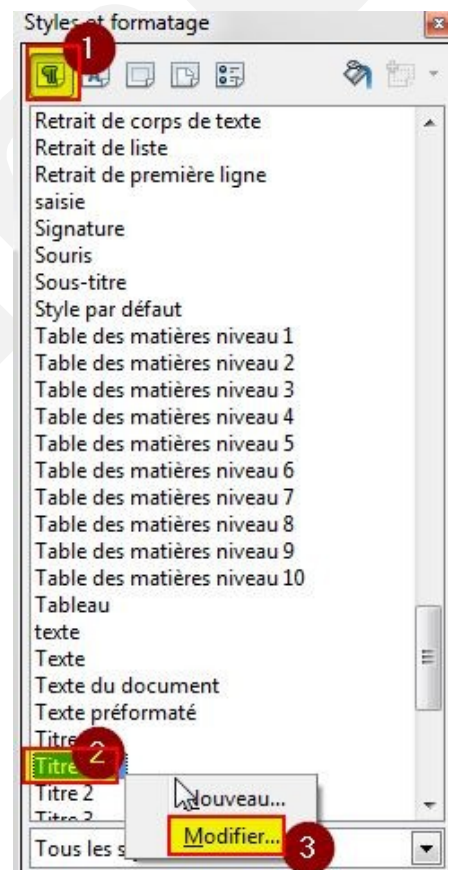 Styles et formatage
1
Retrait de corps de texte
Retrait de liste
Retrait de première ligne
saisie
Signature
Souris
Sous-titre
Style par défaut
Table des matières niveau 1
Table des matières niveau 2
Table des matières niveau 3
Table des matières niveau 4
Table des matières niveau 5
Table des matières niveau 6
Table des matières niveau 7
Table des matières niveau 8
Table des matières niveau 9
Table des matières niveau 10
Tableau
texte
Texte
Texte du document
Texte préformaté
Titre
Titre 2
Titre 2
Nouveau...
Titre 3
Modifier... 3
Tous les s